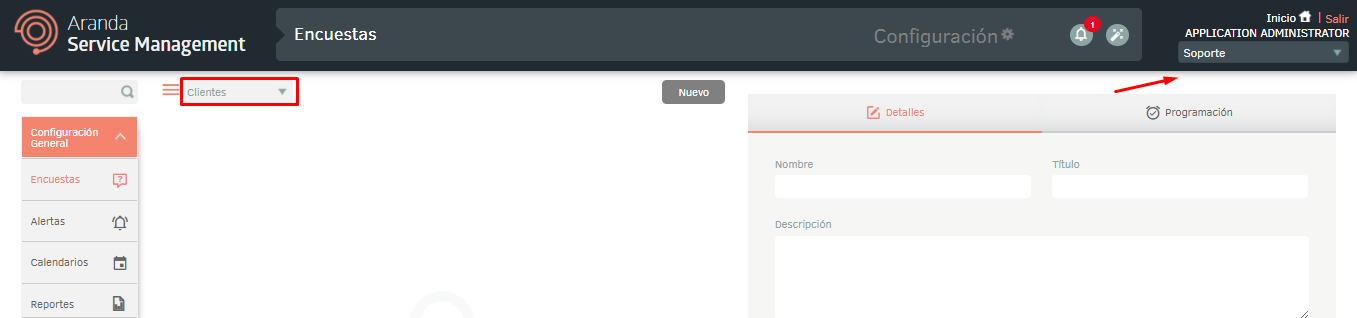 Aranda
Service Management
Encuestas
Configuración
1
Inicio | Salir
APPLICATION ADMINISTRATOR
Soporte
Clientes
Nuevo
Configuración
General
Encuestas
Alertas
Calendarios
Reportes
Detalles
Programación
Nombre
Título
Descripción